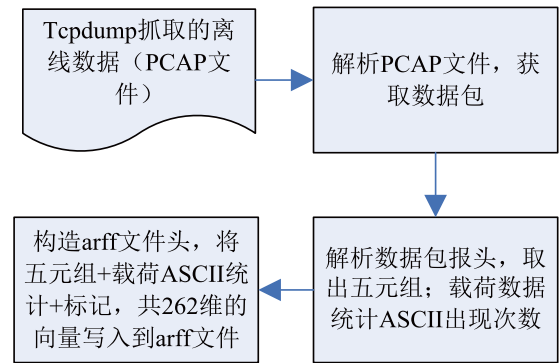 Tcpdump抓取的离
线数据（PCAP文
件）
解析PCAP文件，获
取数据包
解析数据包报头，取
出五元组；载荷数据
统计ASCII出现次数
构造arff文件头，将
五元组+载荷ASCII统
计+标记，共262维的
向量写入到arff文件